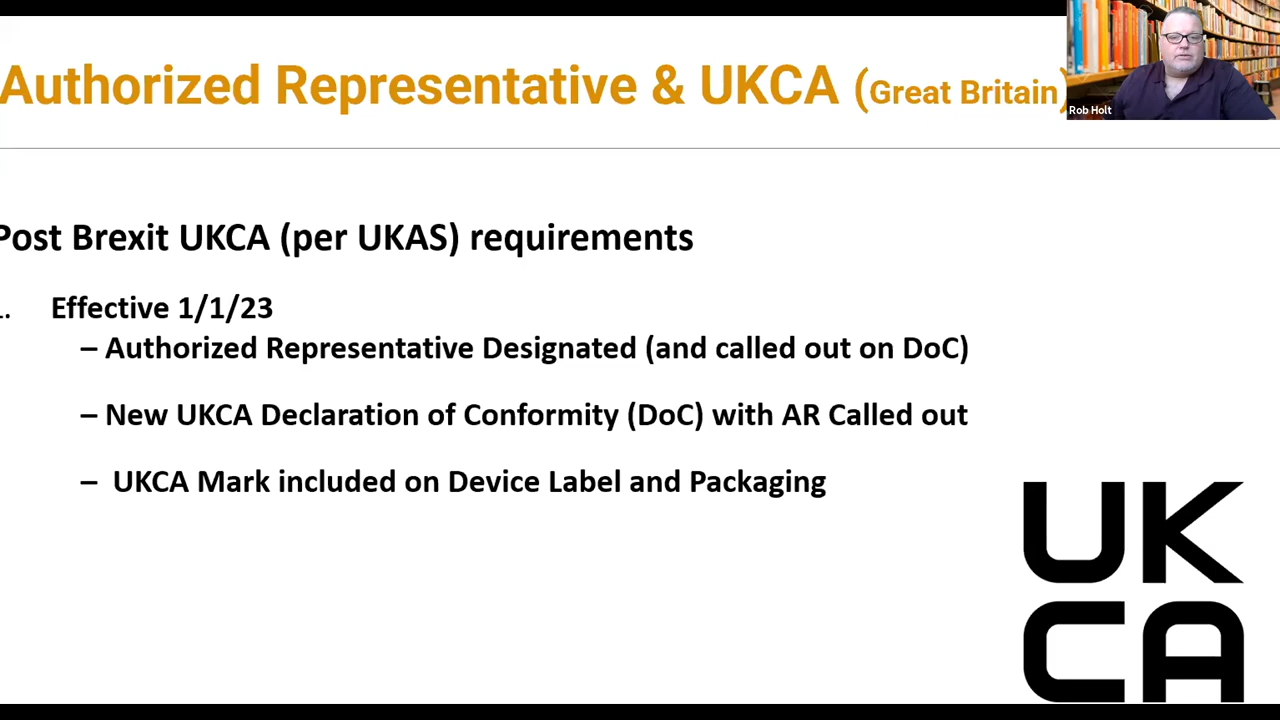 Authorized Representative & UKCA (Great Britain)
Rob Holt
Post Brexit UKCA (per UKAS) requirements
. Effective 1/1/23
– Authorized Representative Designated (and called out on DoC)
– New UKCA Declaration of Conformity (DoC) with AR Called out
– UKCA Mark included on Device Label and Packaging
UK
CA